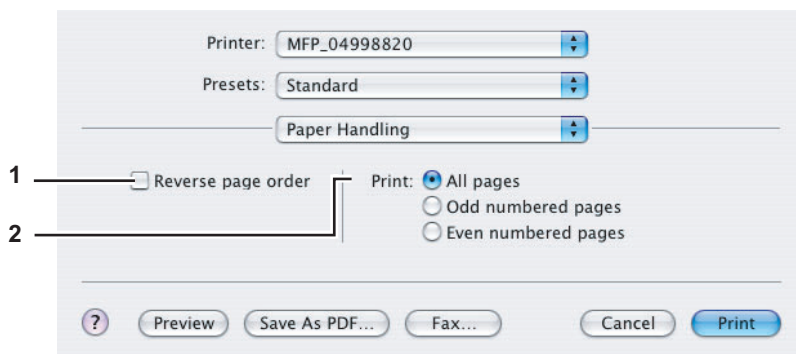 Printer: MFP_04998820
Presets: Standard
Paper Handling
1 Reverse page order Print: All pages
Odd numbered pages
2 Even numbered pages
? Preview Save As PDF... Fax... Cancel Print